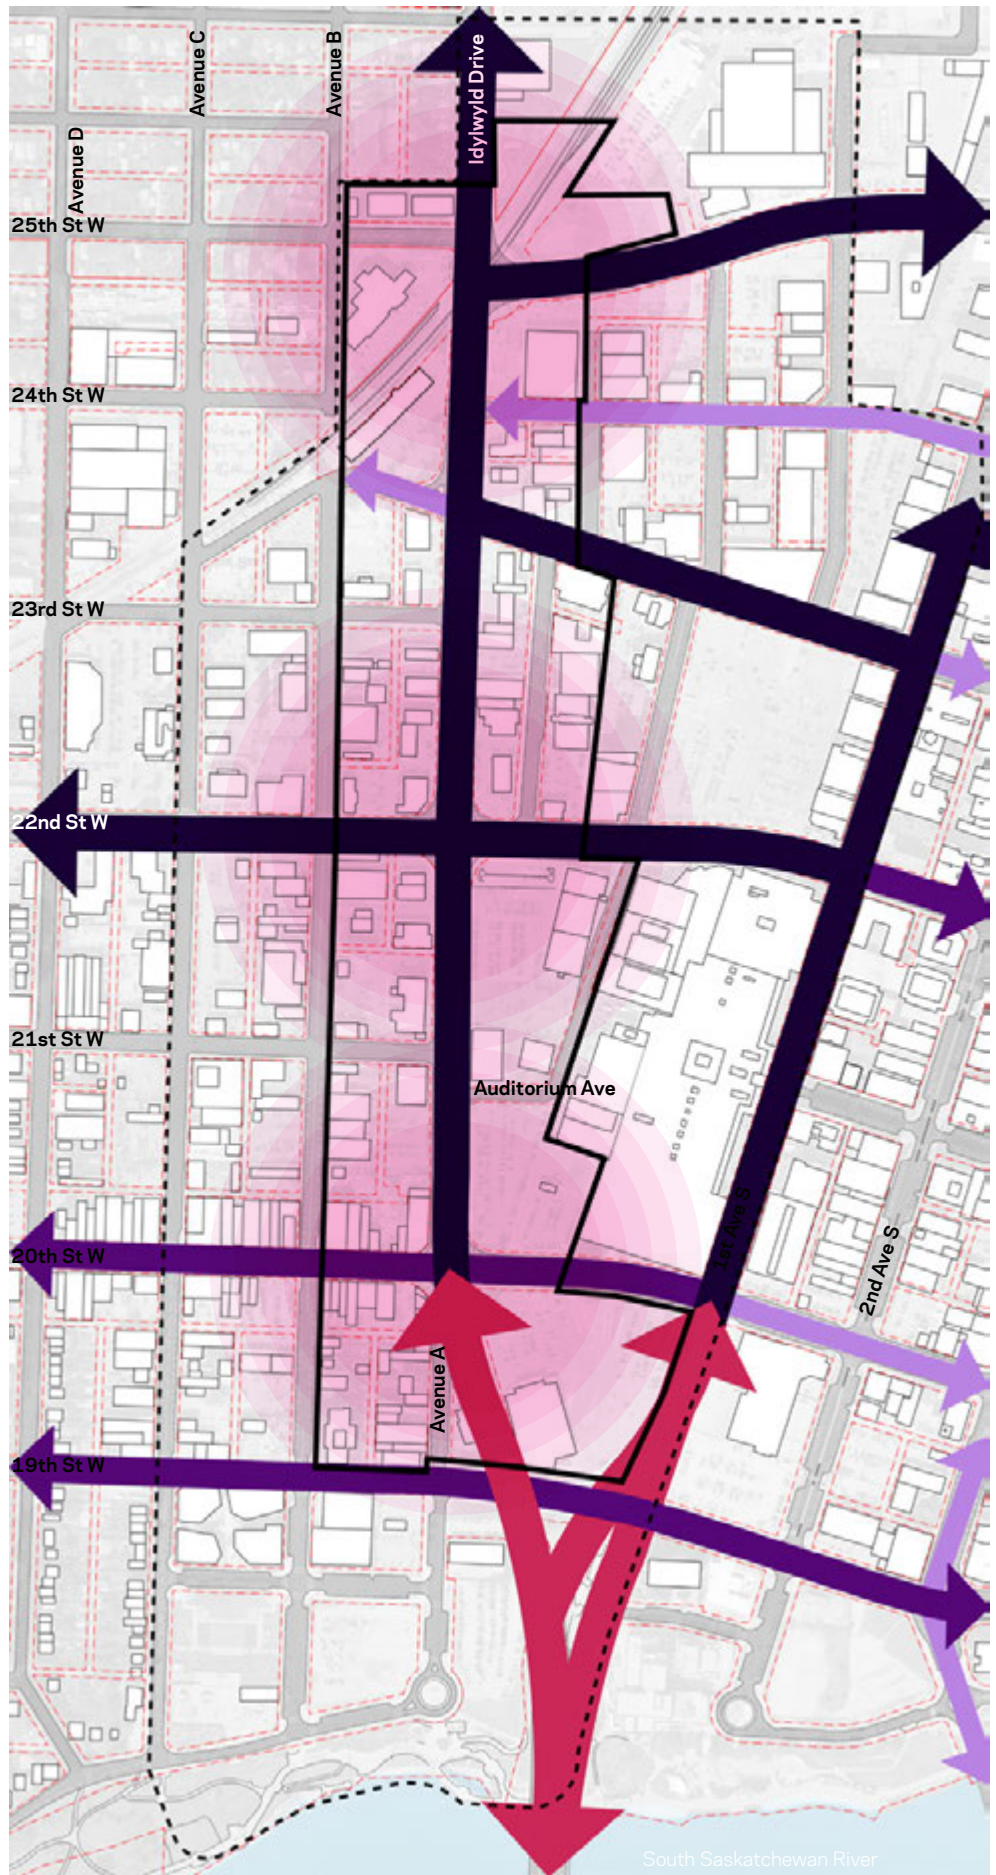 Avenue C
Avenue B
Idylwyld Drive
Avenue D
25th St W
24th St W
23rd St W
22nd St W
21st St W
Auditorium Ave
20th St W
1st Ave S
2nd Ave S
Avenue A
19th St W
South Saskatchewan River